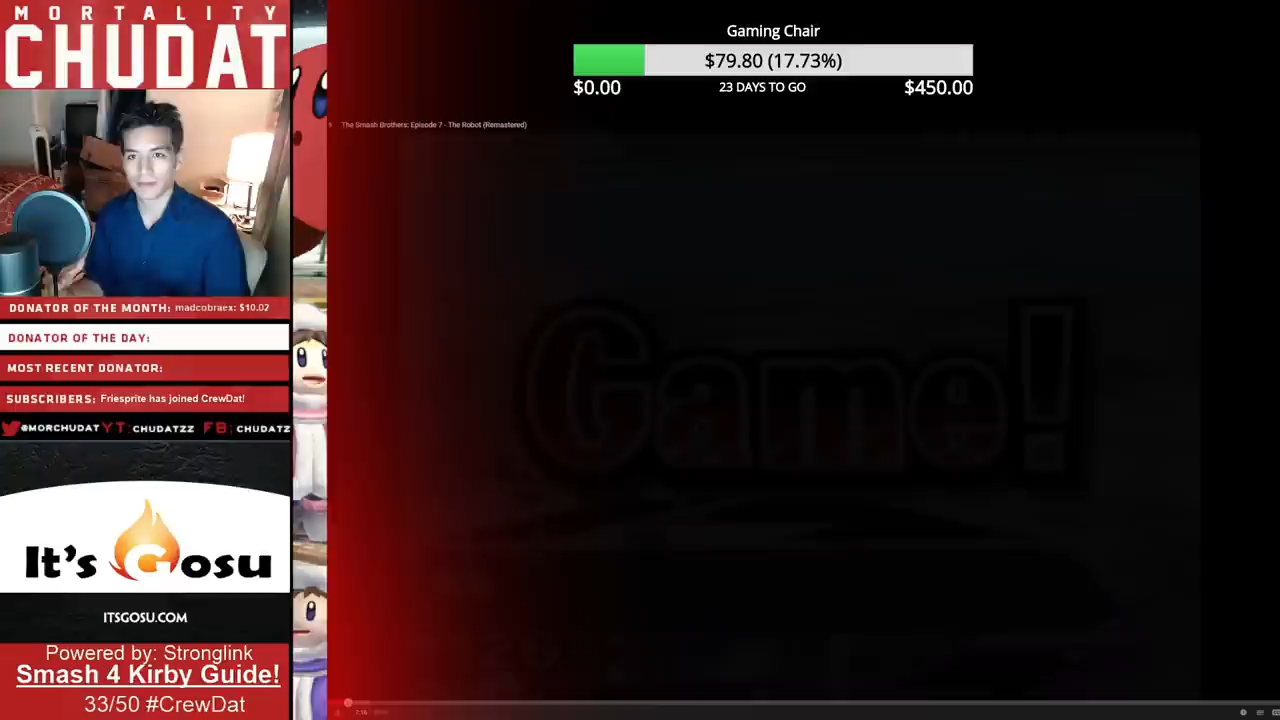 MORTALITY
CHUDAT
DONATOR OF THE MONTH: madcobraex: $10.02
DONATOR OF THE DAY:
MOST RECENT DONATOR:
SUBSCRIBERS: Friesprite has joined CrewDat!
@MORCHUDAT YT: CHUDATZZ FB: CHUDATZ
It's Gosu
ITSGOSU.COM
Powered by: Stronglink
Smash 4 Kirby Guide!
33/50 #CrewDat
Gaming Chair
$79.80 (17.73%)
$0.00 23 DAYS TO GO $450.00
The Smash Brothers: Episode 7 - The Robot (Remastered)
Game!